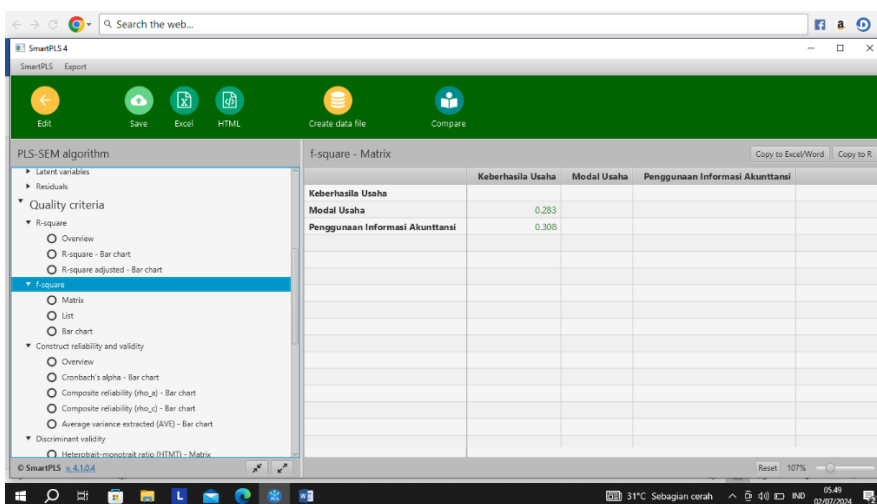 Search the web...
SmartPLS 4
SmartPLS Export
Edit Save Excel HTML Create data file Compare
PLS-SEM algorithm
Latent variables
Residuals
Quality criteria
R-square
Overview
R-square - Bar chart
R-square adjusted - Bar chart
f-square
Matrix
List
Bar chart
Construct reliability and validity
Overview
Cronbach's alpha - Bar chart
Composite reliability (rho_a) - Bar chart
Composite reliability (rho_c) - Bar chart
Average variance extracted (AVE) - Bar chart
Discriminant validity
Heterotrait-monotrait ratio (HTMT) - Matrix
© SmartPLS v. 4.1.0.4
f-square - Matrix
Copy to Excel/Word Copy to R
Keberhasila Usaha Modal Usaha Penggunaan Informasi Akunttansi
Keberhasila Usaha
Modal Usaha 0.283
Penggunaan Informasi Akunttansi 0.308
Reset 107%
31°C Sebagian cerah IND
05.49
02/07/2024